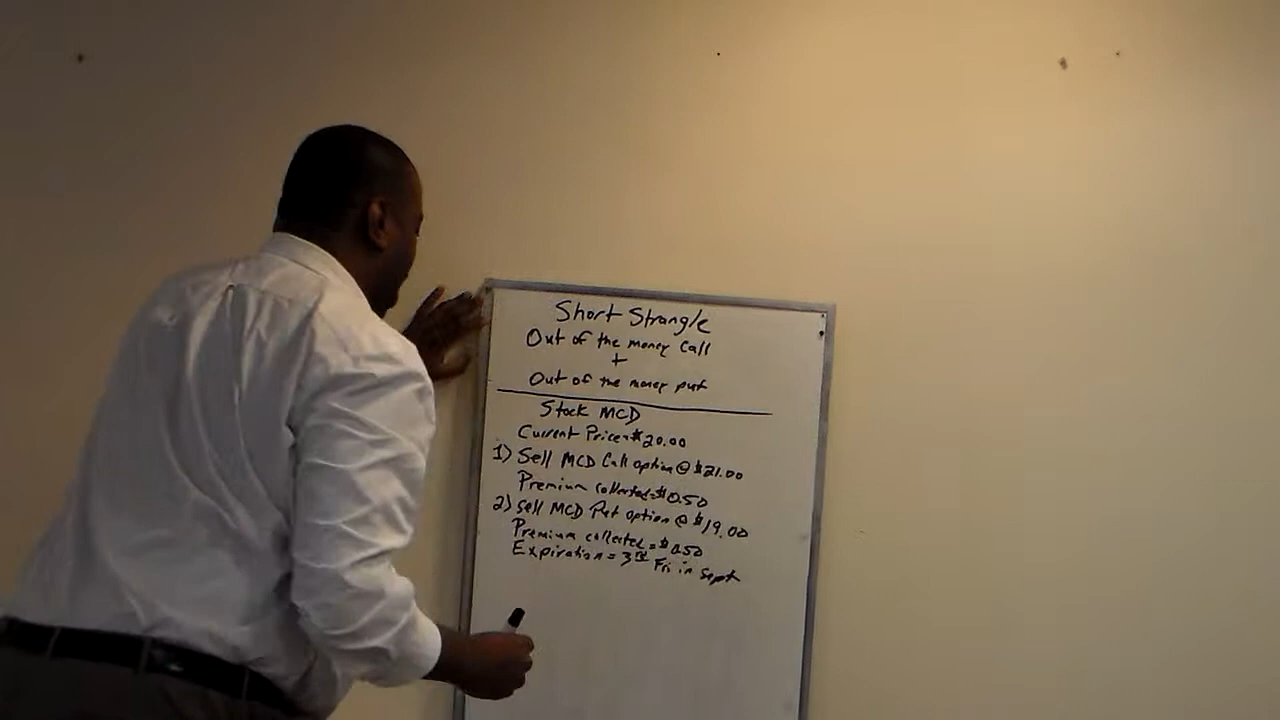 Short Strangle
Out of the money call
+
Out of the money put
Stock MCD
Current Price=$20.00
1) Sell MCD Call option @ $21.00
Premium collected=$0.50
2) Sell MCD Put option @ $19.00
Premium collected=$0.50
Expiration = 3rd Fri in Sept